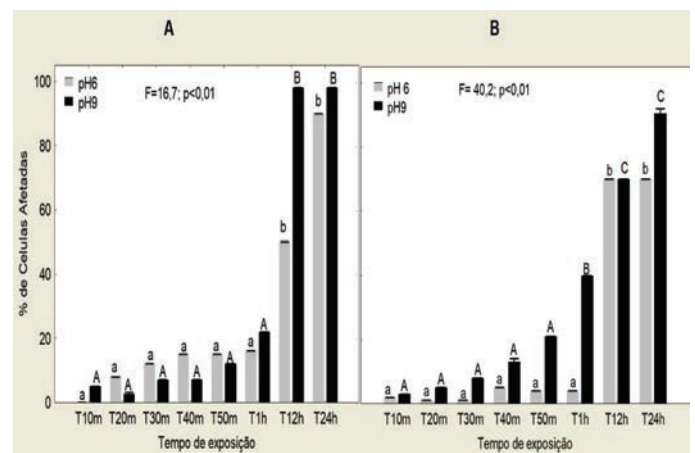 A
B
pH6
pH9
F=16,7; p<0,01
pH 6
pH9
F= 40,2; p<0,01
% de Celulas Afetadas
100
80
60
40
20
0
a A a A a A a A a A a A b B b B
a A a A a A a A a A a B b C b C
T10m T20m T30m T40m T50m T1h T12h T24h
T10m T20m T30m T40m T50m T1h T12h T24h
Tempo de exposição
Tempo de exposição